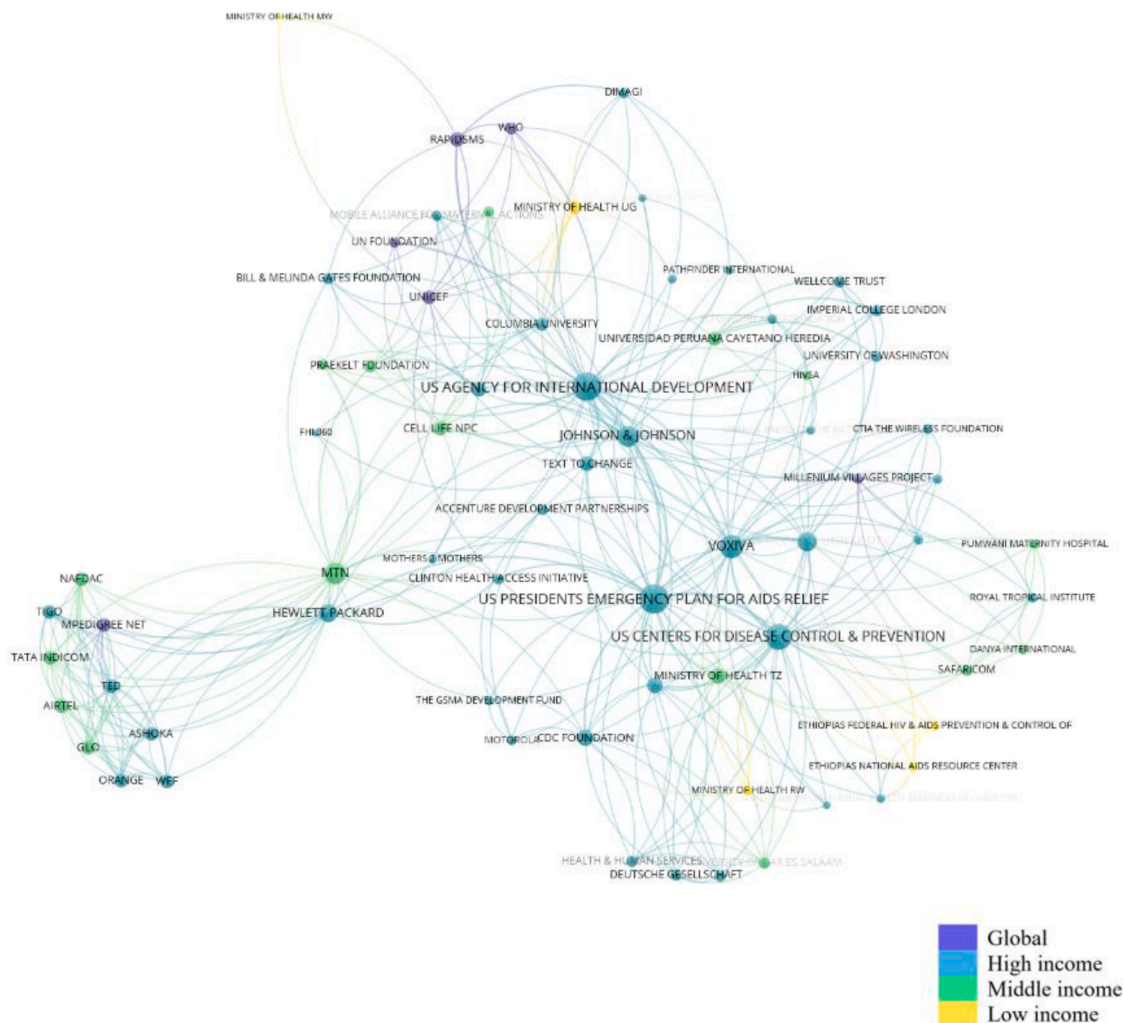 MINISTRY OF HEALTH MW
DIMAGI
WHO
RAPIDSMS
MINISTRY OF HEALTH UG
MOBILE ALLIANCE FOR MATERNAL ACTIONS
UN FOUNDATION
PATHFINDER INTERNATIONAL
BILL & MELINDA GATES FOUNDATION
WELLCOME TRUST
UNICEF
IMPERIAL COLLEGE LONDON
COLUMBIA UNIVERSITY
UNIVERSIDAD PERUANA CAYETANO HEREDIA
UNIVERSITY OF WASHINGTON
PRAEKELT FOUNDATION
HIVSA
US AGENCY FOR INTERNATIONAL DEVELOPMENT
CELL LIFE NPC
CTIA THE WIRELESS FOUNDATION
FHI 360
JOHNSON & JOHNSON
TEXT TO CHANGE
MILLENIUM VILLAGES PROJECT
ACCENTURE DEVELOPMENT PARTNERSHIPS
VOXIVA
PUMWANI MATERNITY HOSPITAL
MOTHERS 2 MOTHERS
MTN
CLINTON HEALTH ACCESS INITIATIVE
NAFDAC
ROYAL TROPICAL INSTITUTE
US PRESIDENTS EMERGENCY PLAN FOR AIDS RELIEF
TIGO
HEWLETT PACKARD
MPEDIGREE NET
US CENTERS FOR DISEASE CONTROL & PREVENTION
DANYA INTERNATIONAL
TATA INDICOM
SAFARICOM
MINISTRY OF HEALTH TZ
TED
THE GSMA DEVELOPMENT FUND
AIRTEL
ETHIOPIAS FEDERAL HIV & AIDS PREVENTION & CONTROL OF
ASHOKA
MOTOROLA
CDC FOUNDATION
GLO
ETHIOPIAS NATIONAL AIDS RESOURCE CENTER
ORANGE
WEF
MINISTRY OF HEALTH RW
HEALTH & HUMAN SERVICES
DEUTSCHE GESELLSCHAFT
Global
High income
Middle income
Low income